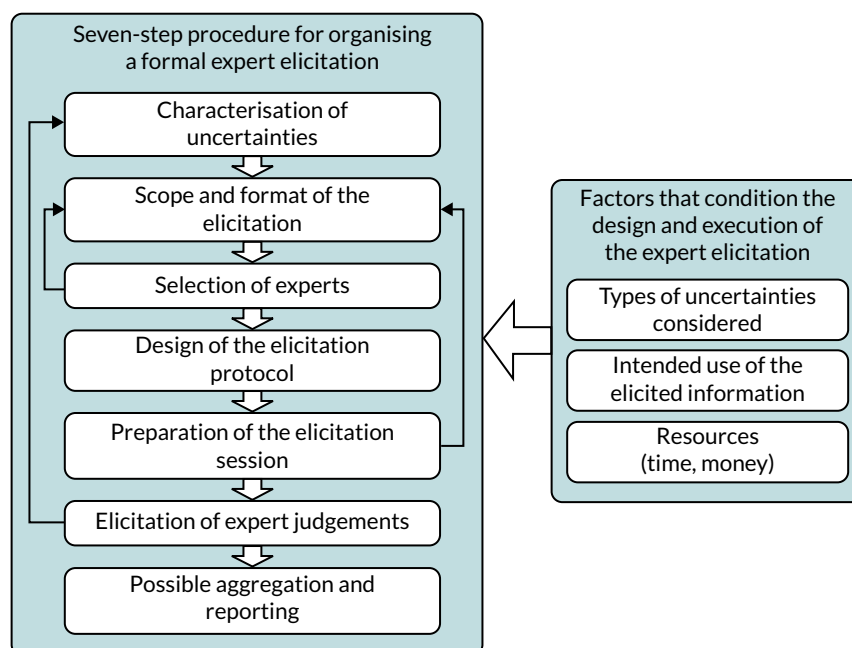 Seven-step procedure for organising
a formal expert elicitation
Characterisation of
uncertainties
Scope and format of the
elicitation
Selection of experts
Design of the elicitation
protocol
Preparation of the elicitation
session
Elicitation of expert judgements
Possible aggregation and
reporting
Factors that condition the
design and execution of
the expert elicitation
Types of uncertainties
considered
Intended use of the
elicited information
Resources
(time, money)